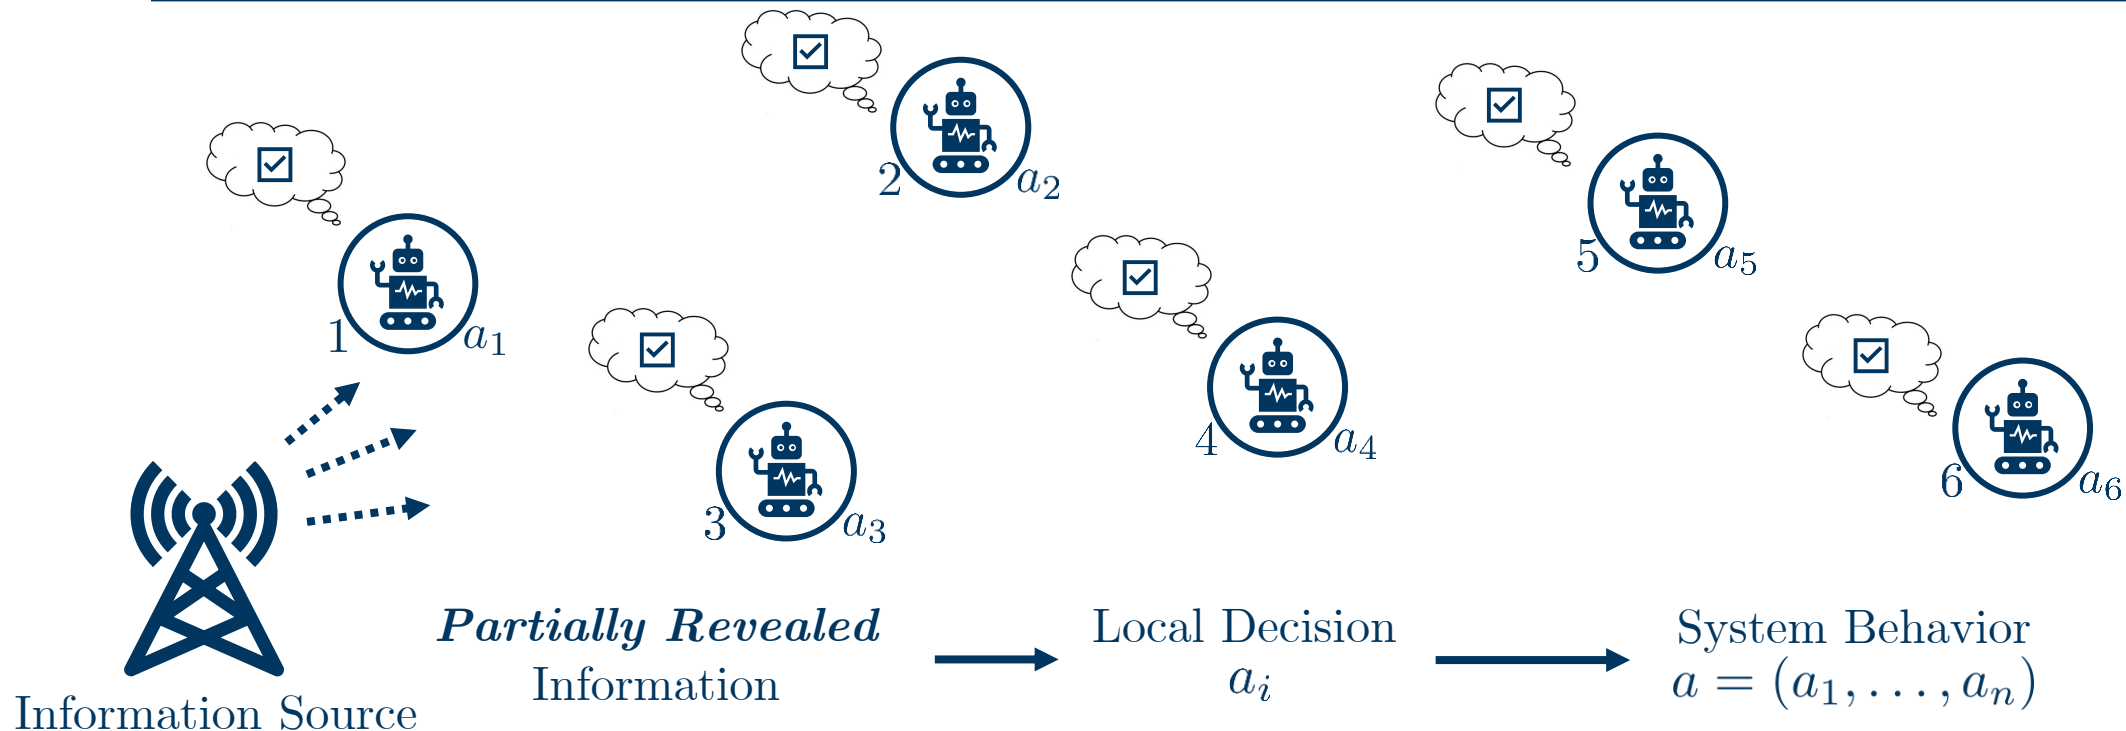 2
a₂
5
a₅
1
a₁
4
a₄
6
a₆
3
a₃
Partially Revealed
Information
Local Decision
aᵢ
System Behavior
a = (a₁, . . . , aₙ)
Information Source